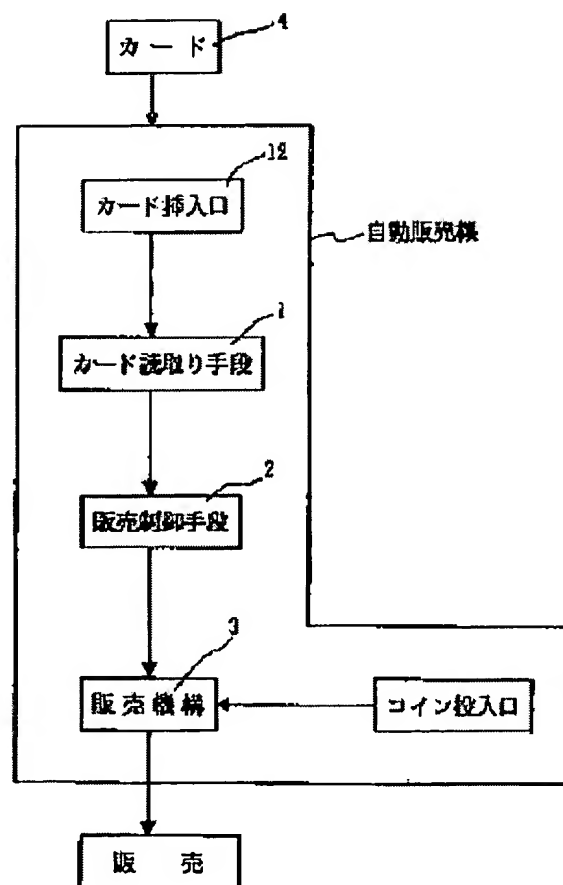 4
カード
12
カード挿入口
自動販売機
1
カード読取り手段
2
販売制御手段
3
販売機構
コイン投入口
販売